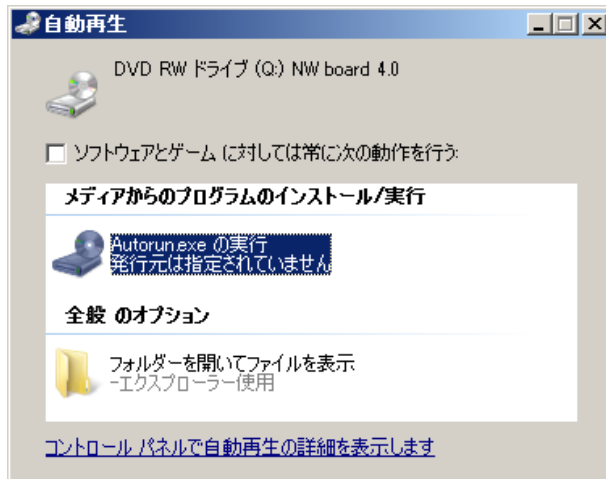 自動再生
DVD RW ドライブ (Q:) NW board 4.0
ソフトウェアとゲーム に対しては常に次の動作を行う:
メディアからのプログラムのインストール/実行
Autorun.exe の実行
発行元は指定されていません
全般 のオプション
フォルダーを開いてファイルを表示
-エクスプローラー使用
コントロール パネルで自動再生の詳細を表示します